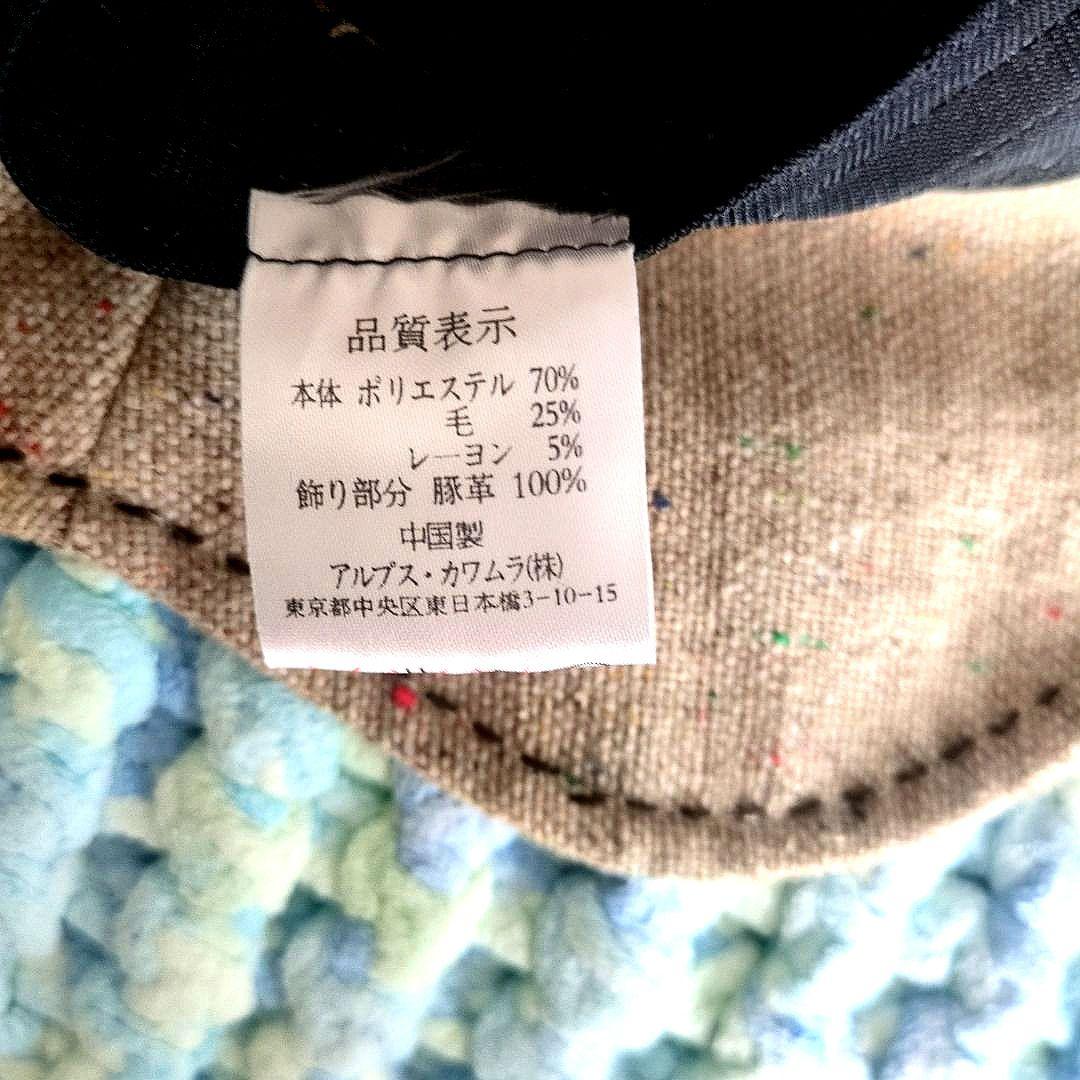 品質表示
本体 ポリエステル 70%
毛 25%
レーヨン 5%
飾り部分 豚革 100%
中国製
アルプス・カワムラ(株)
東京都中央区東日本橋3-10-15